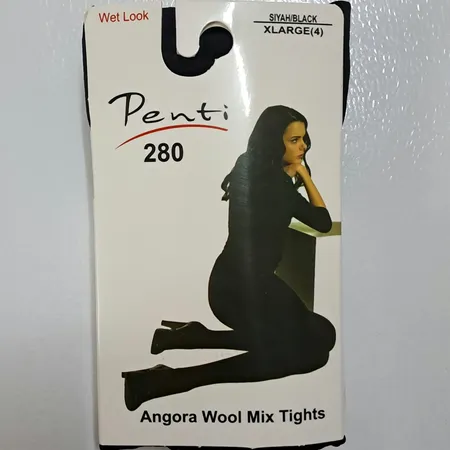 Wet Look
SIYAH/BLACK
XLARGE(4)
Penti
280
Angora Wool Mix Tights